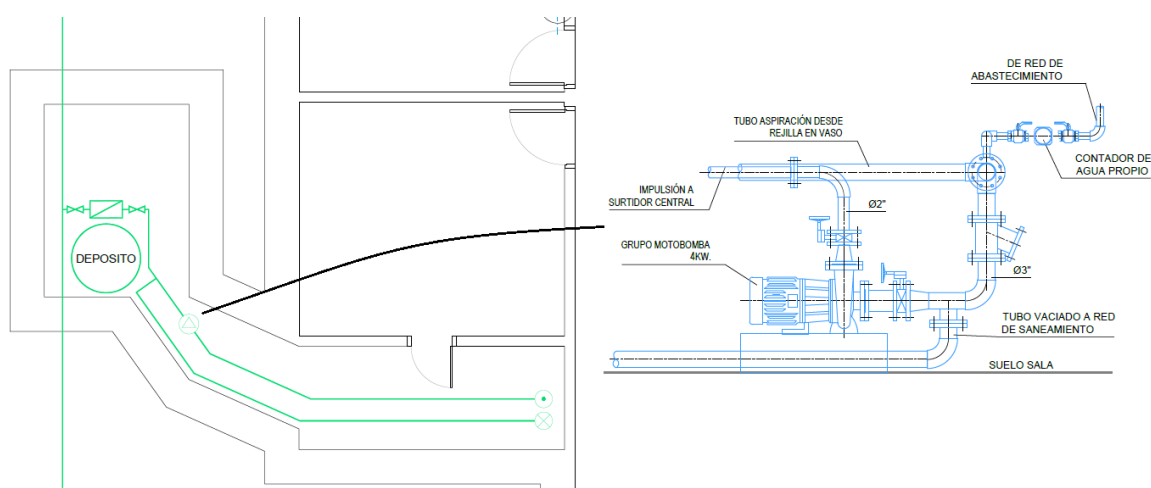 DEPOSITO
DE RED DE
ABASTECIMIENTO
TUBO ASPIRACIÓN DESDE
REJILLA EN VASO
CONTADOR DE
AGUA PROPIO
IMPULSIÓN A
SURTIDOR CENTRAL
Ø2"
GRUPO MOTOBOMBA
4KW.
Ø3"
TUBO VACIADO A RED
DE SANEAMIENTO
SUELO SALA